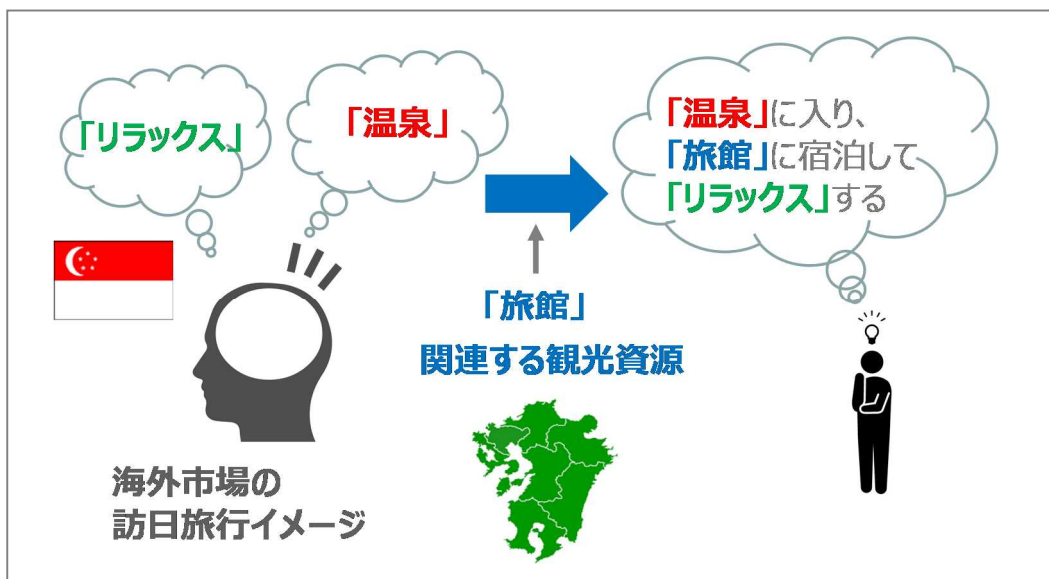 「リラックス」
「温泉」
「温泉」に入り、
「旅館」に宿泊して
「リラックス」する
「旅館」
関連する観光資源
海外市場の
訪日旅行イメージ